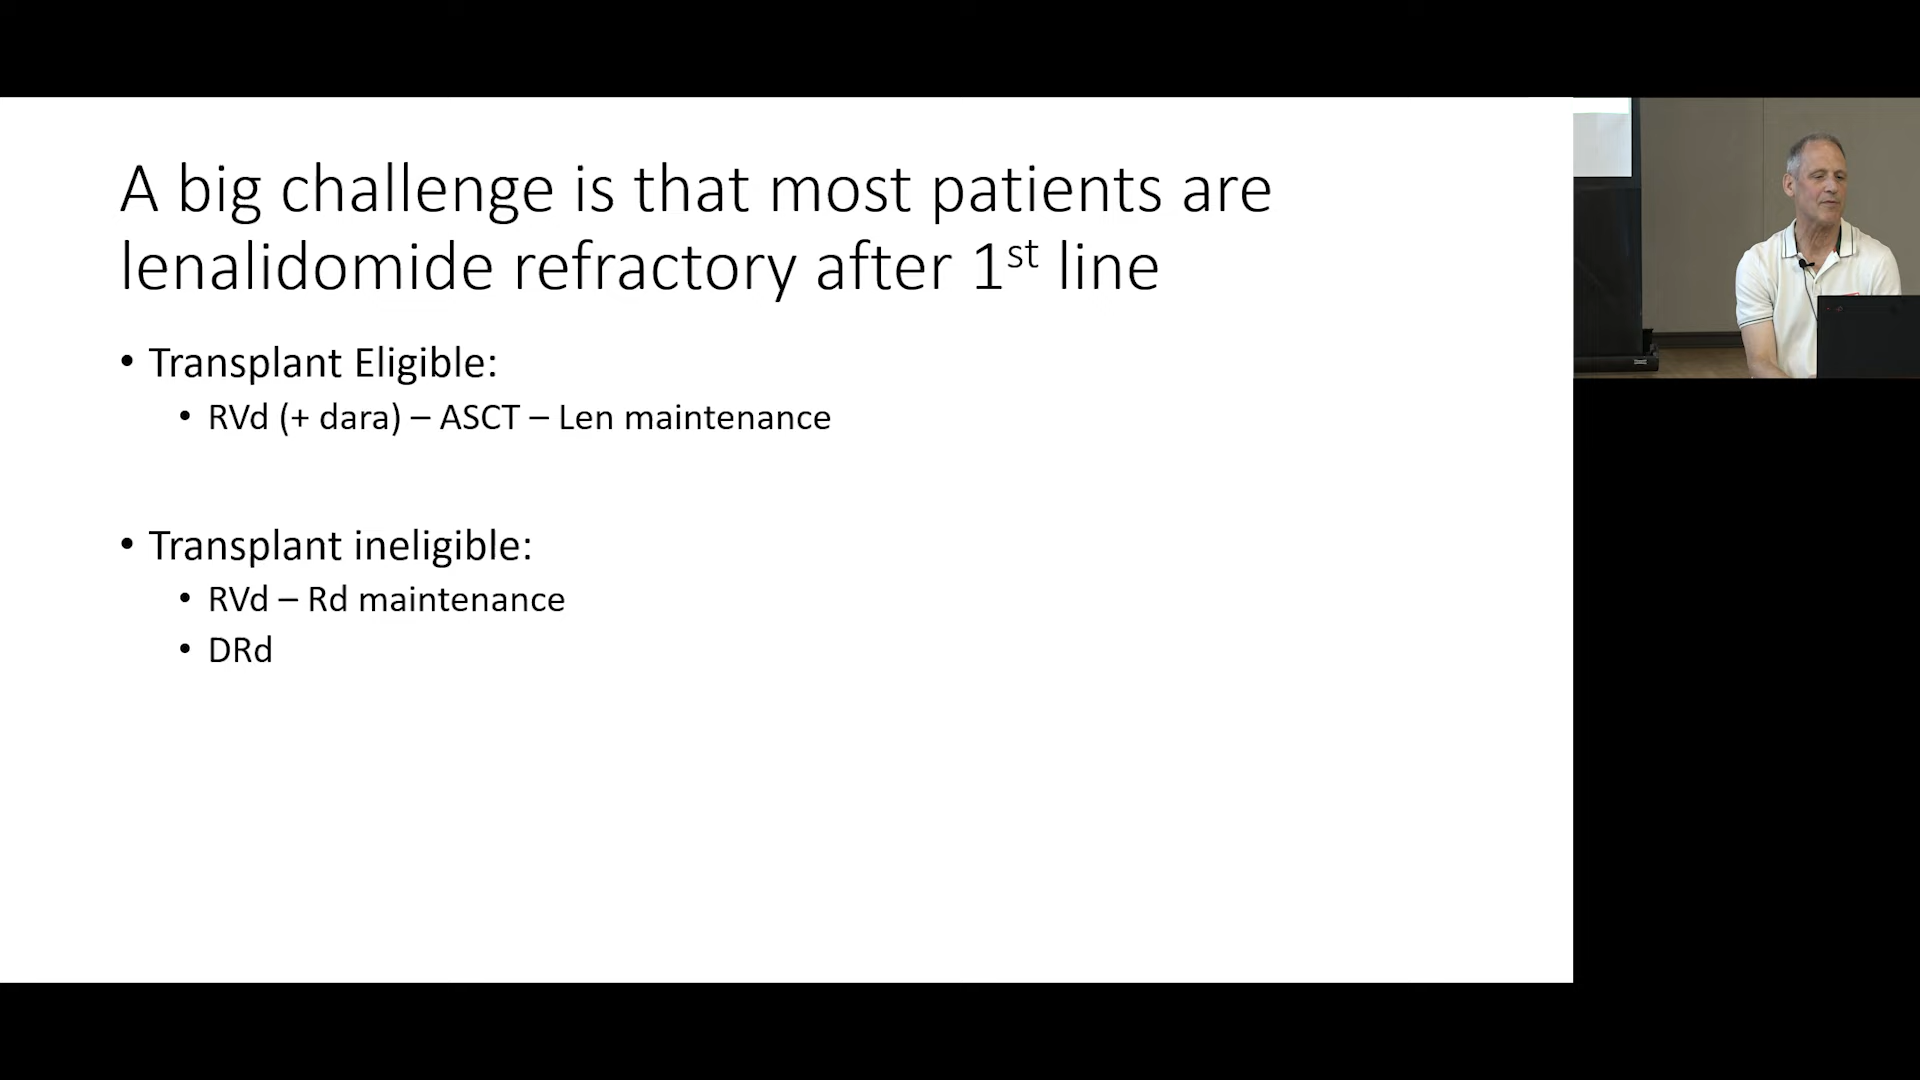 A big challenge is that most patients are
lenalidomide refractory after 1st line
• Transplant Eligible:
• RVd (+ dara) – ASCT – Len maintenance
• Transplant ineligible:
• RVd – Rd maintenance
• DRd